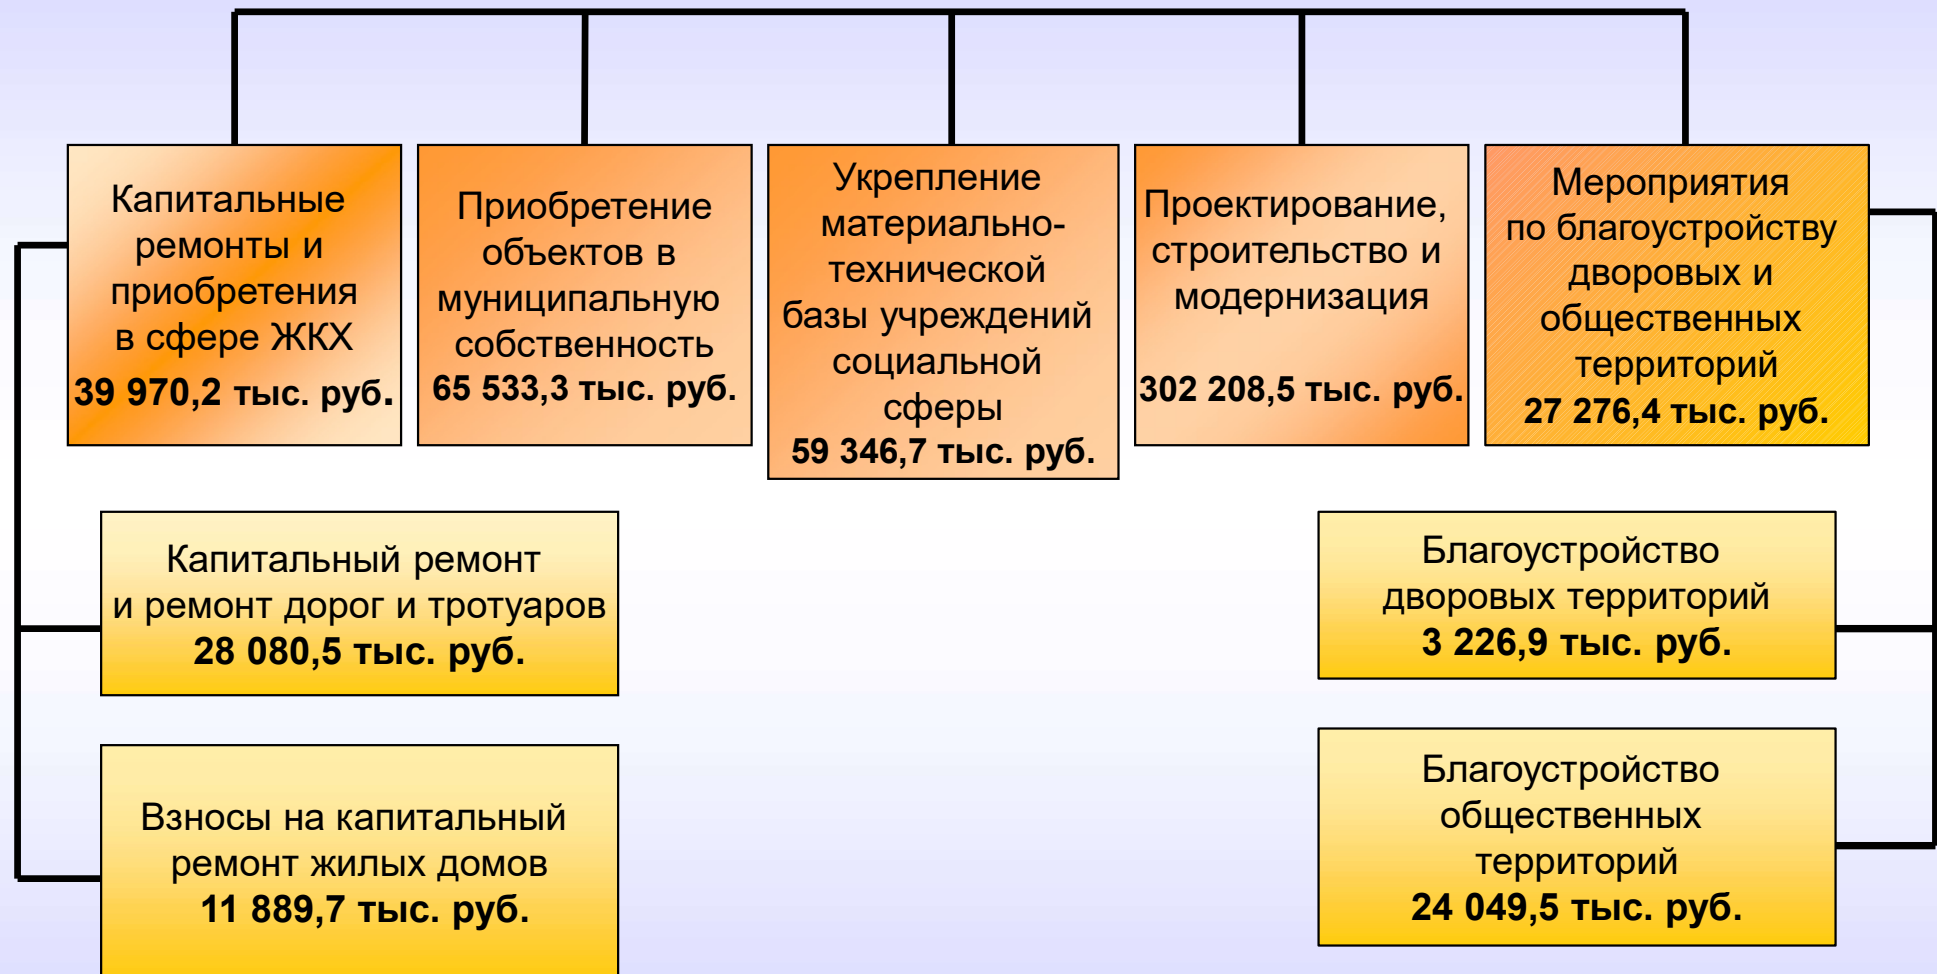 Капитальные
ремонты и
приобретения
в сфере ЖКХ
39 970,2 тыс. руб.
Приобретение
объектов в
муниципальную
собственность
65 533,3 тыс. руб.
Укрепление
материально-
технической
базы учреждений
социальной
сферы
59 346,7 тыс. руб.
Проектирование,
строительство и
модернизация
302 208,5 тыс. руб.
Мероприятия
по благоустройству
дворовых и
общественных
территорий
27 276,4 тыс. руб.
Капитальный ремонт
и ремонт дорог и тротуаров
28 080,5 тыс. руб.
Благоустройство
дворовых территорий
3 226,9 тыс. руб.
Взносы на капитальный
ремонт жилых домов
11 889,7 тыс. руб.
Благоустройство
общественных
территорий
24 049,5 тыс. руб.